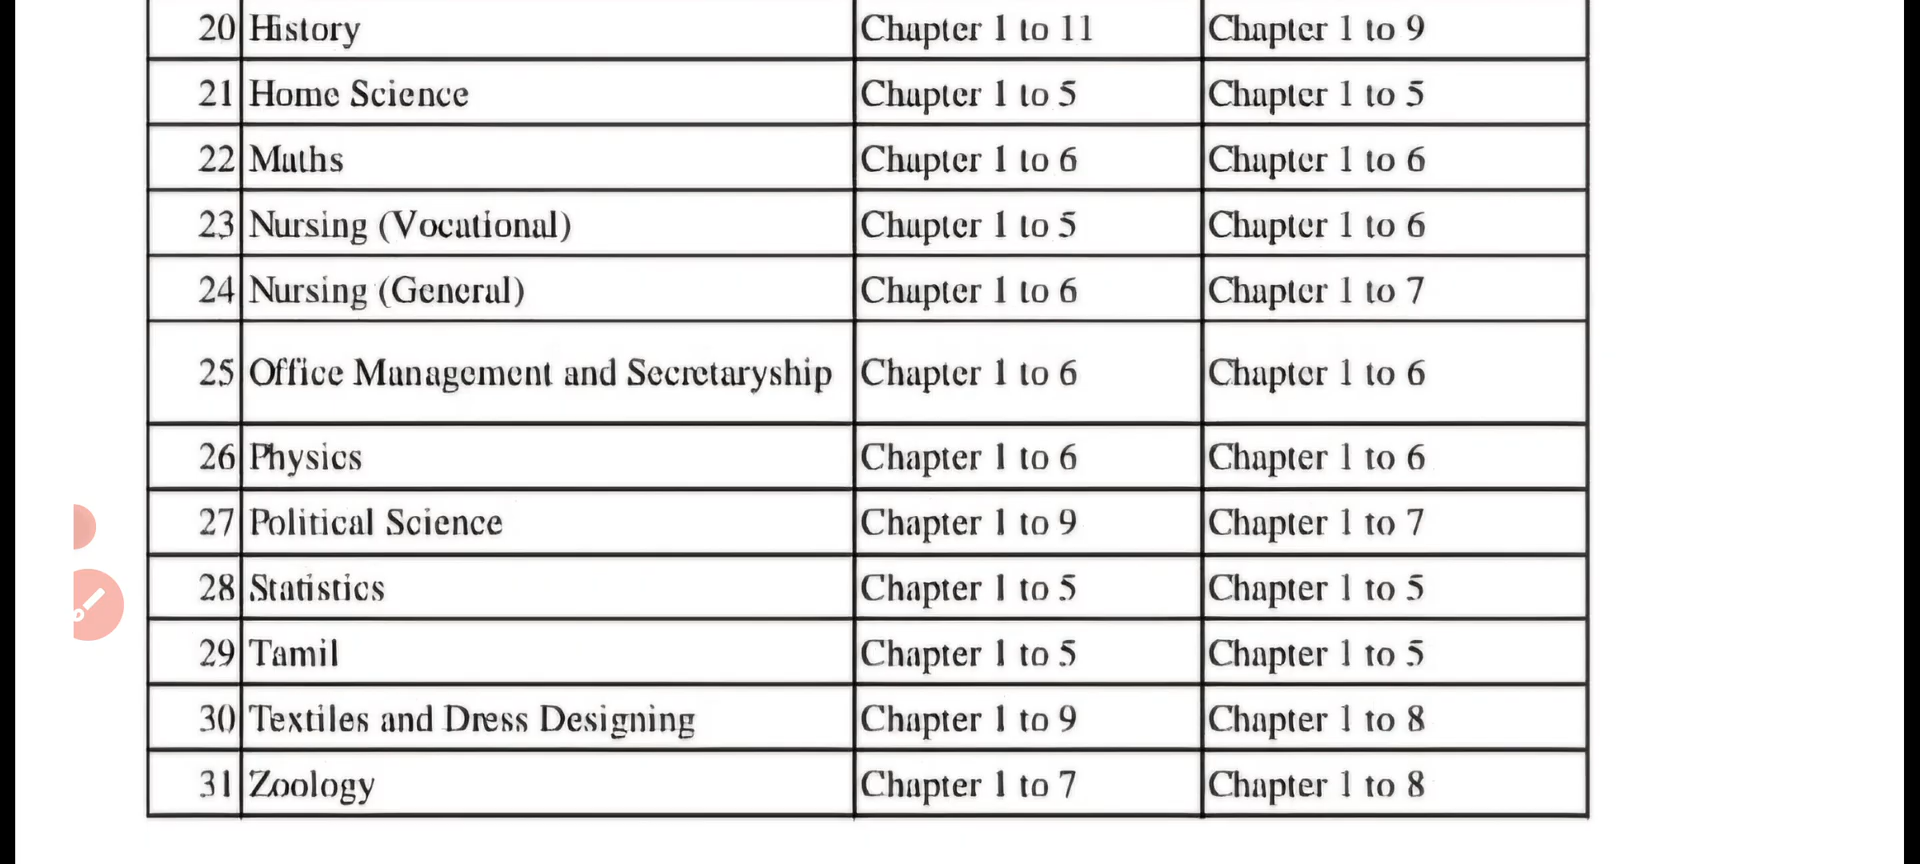 20 History Chapter 1 to 11 Chapter 1 to 9
21 Home Science Chapter 1 to 5 Chapter 1 to 5
22 Maths Chapter 1 to 6 Chapter 1 to 6
23 Nursing (Vocational) Chapter 1 to 5 Chapter 1 to 6
24 Nursing (General) Chapter 1 to 6 Chapter 1 to 7
25 Office Management and Secretaryship Chapter 1 to 6 Chapter 1 to 6
26 Physics Chapter 1 to 6 Chapter 1 to 6
27 Political Science Chapter 1 to 9 Chapter 1 to 7
28 Statistics Chapter 1 to 5 Chapter 1 to 5
29 Tamil Chapter 1 to 5 Chapter 1 to 5
30 Textiles and Dress Designing Chapter 1 to 9 Chapter 1 to 8
31 Zoology Chapter 1 to 7 Chapter 1 to 8